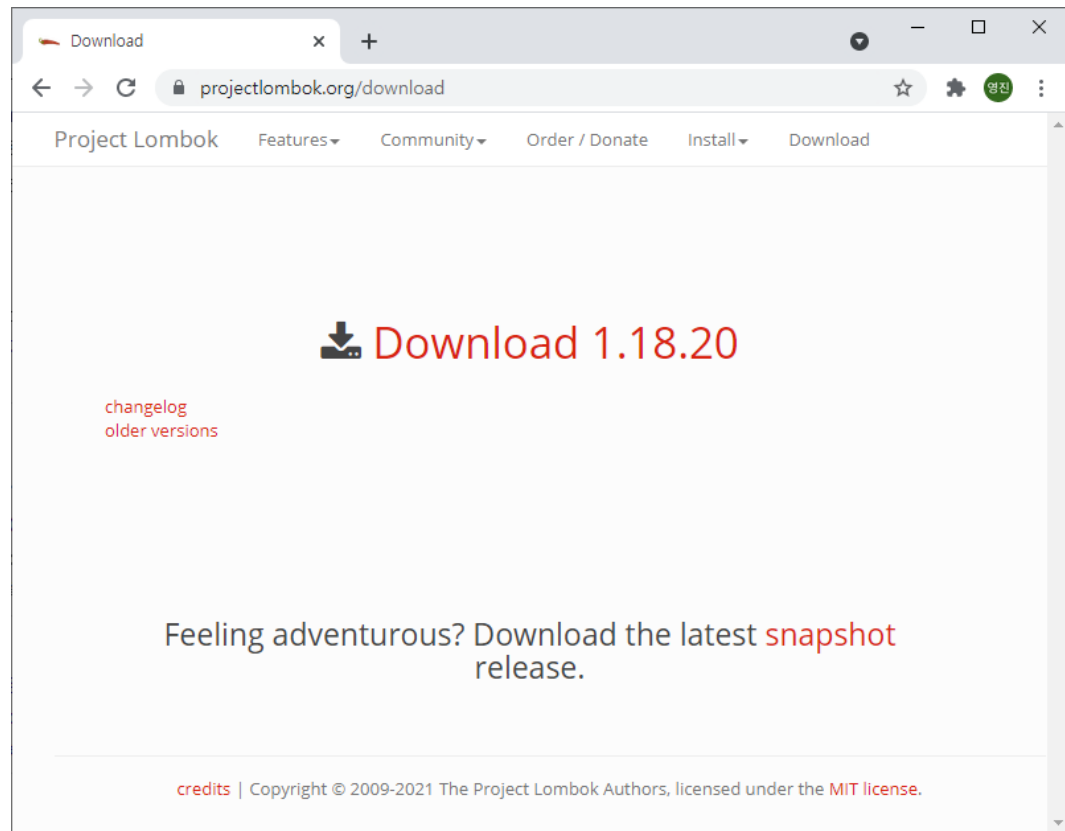 Download
projectlombok.org/download
영진
Project Lombok Features Community Order / Donate Install Download
Download 1.18.20
changelog
older versions
Feeling adventurous? Download the latest snapshot
release.
credits | Copyright © 2009-2021 The Project Lombok Authors, licensed under the MIT license.